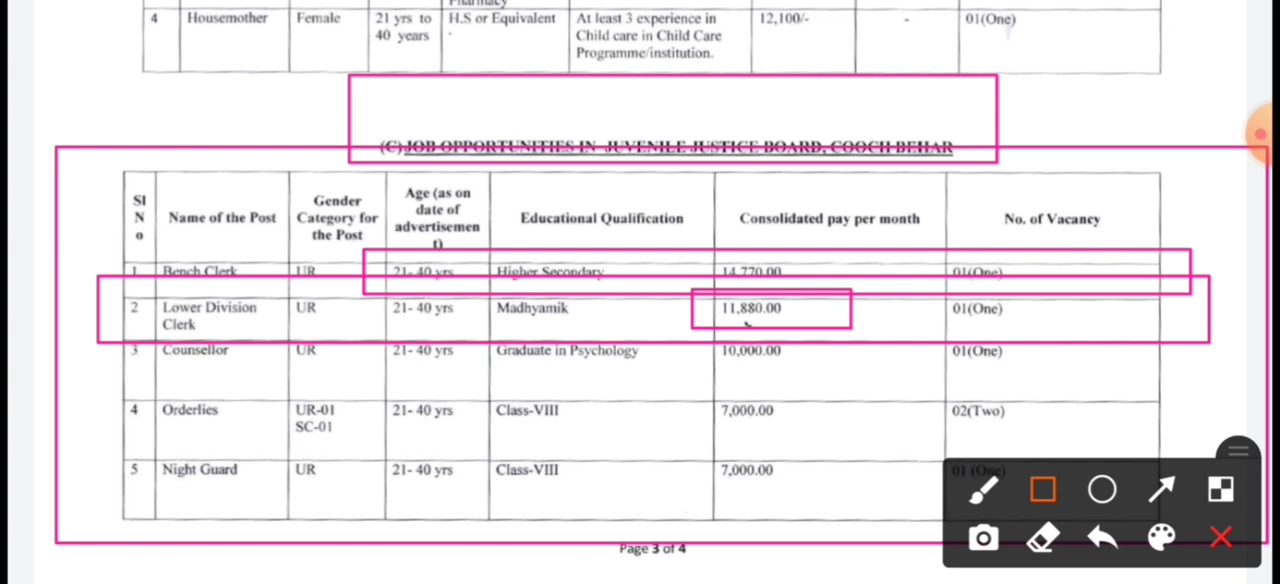 4 Housemother Female 21 yrs to 40 years H.S or Equivalent At least 3 experience in Child care in Child Care Programme/institution. 12,100/- - 01(One)
(C) JOB OPPORTUNITIES IN JUVENILE JUSTICE BOARD, COOCH BEHAR
Sl N o Name of the Post Gender Category for the Post Age (as on date of advertisemen t) Educational Qualification Consolidated pay per month No. of Vacancy
1 Bench Clerk UR 21- 40 yrs Higher Secondary 14,770.00 01(One)
2 Lower Division Clerk UR 21- 40 yrs Madhyamik 11,880.00 01(One)
3 Counsellor UR 21- 40 yrs Graduate in Psychology 10,000.00 01(One)
4 Orderlies UR-01 SC-01 21- 40 yrs Class-VIII 7,000.00 02(Two)
5 Night Guard UR 21- 40 yrs Class-VIII 7,000.00 01 (One)
Page 3 of 4